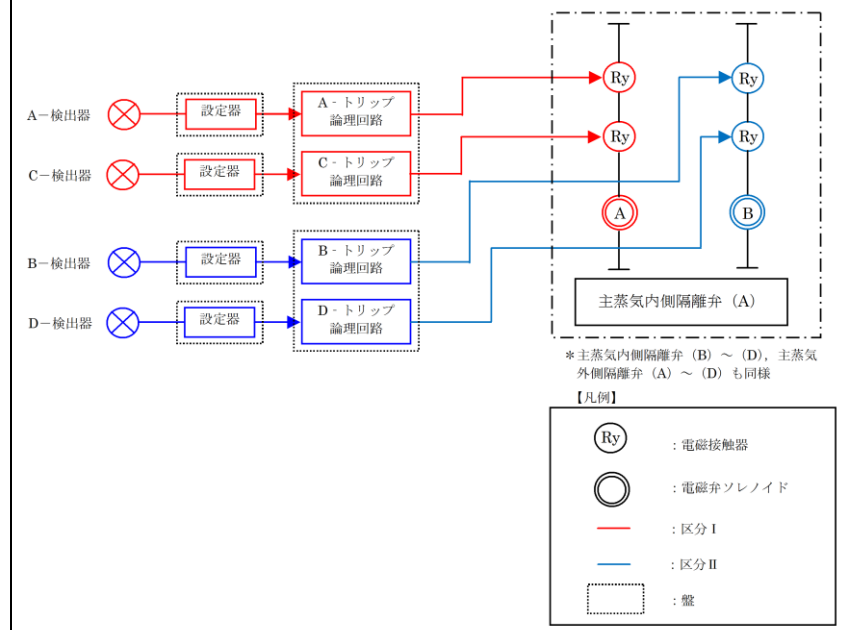 A－検出器
設定器
A‐トリップ
論理回路
C－検出器
設定器
C‐トリップ
論理回路
B－検出器
設定器
B‐トリップ
論理回路
D－検出器
設定器
D‐トリップ
論理回路
Ry
Ry
Ry
Ry
A
B
主蒸気内側隔離弁（A）
＊主蒸気内側隔離弁（B）～（D），主蒸気
外側隔離弁（A）～（D）も同様
【凡例】
Ry
：電磁接触器
：電磁弁ソレノイド
：区分Ⅰ
：区分Ⅱ
：盤